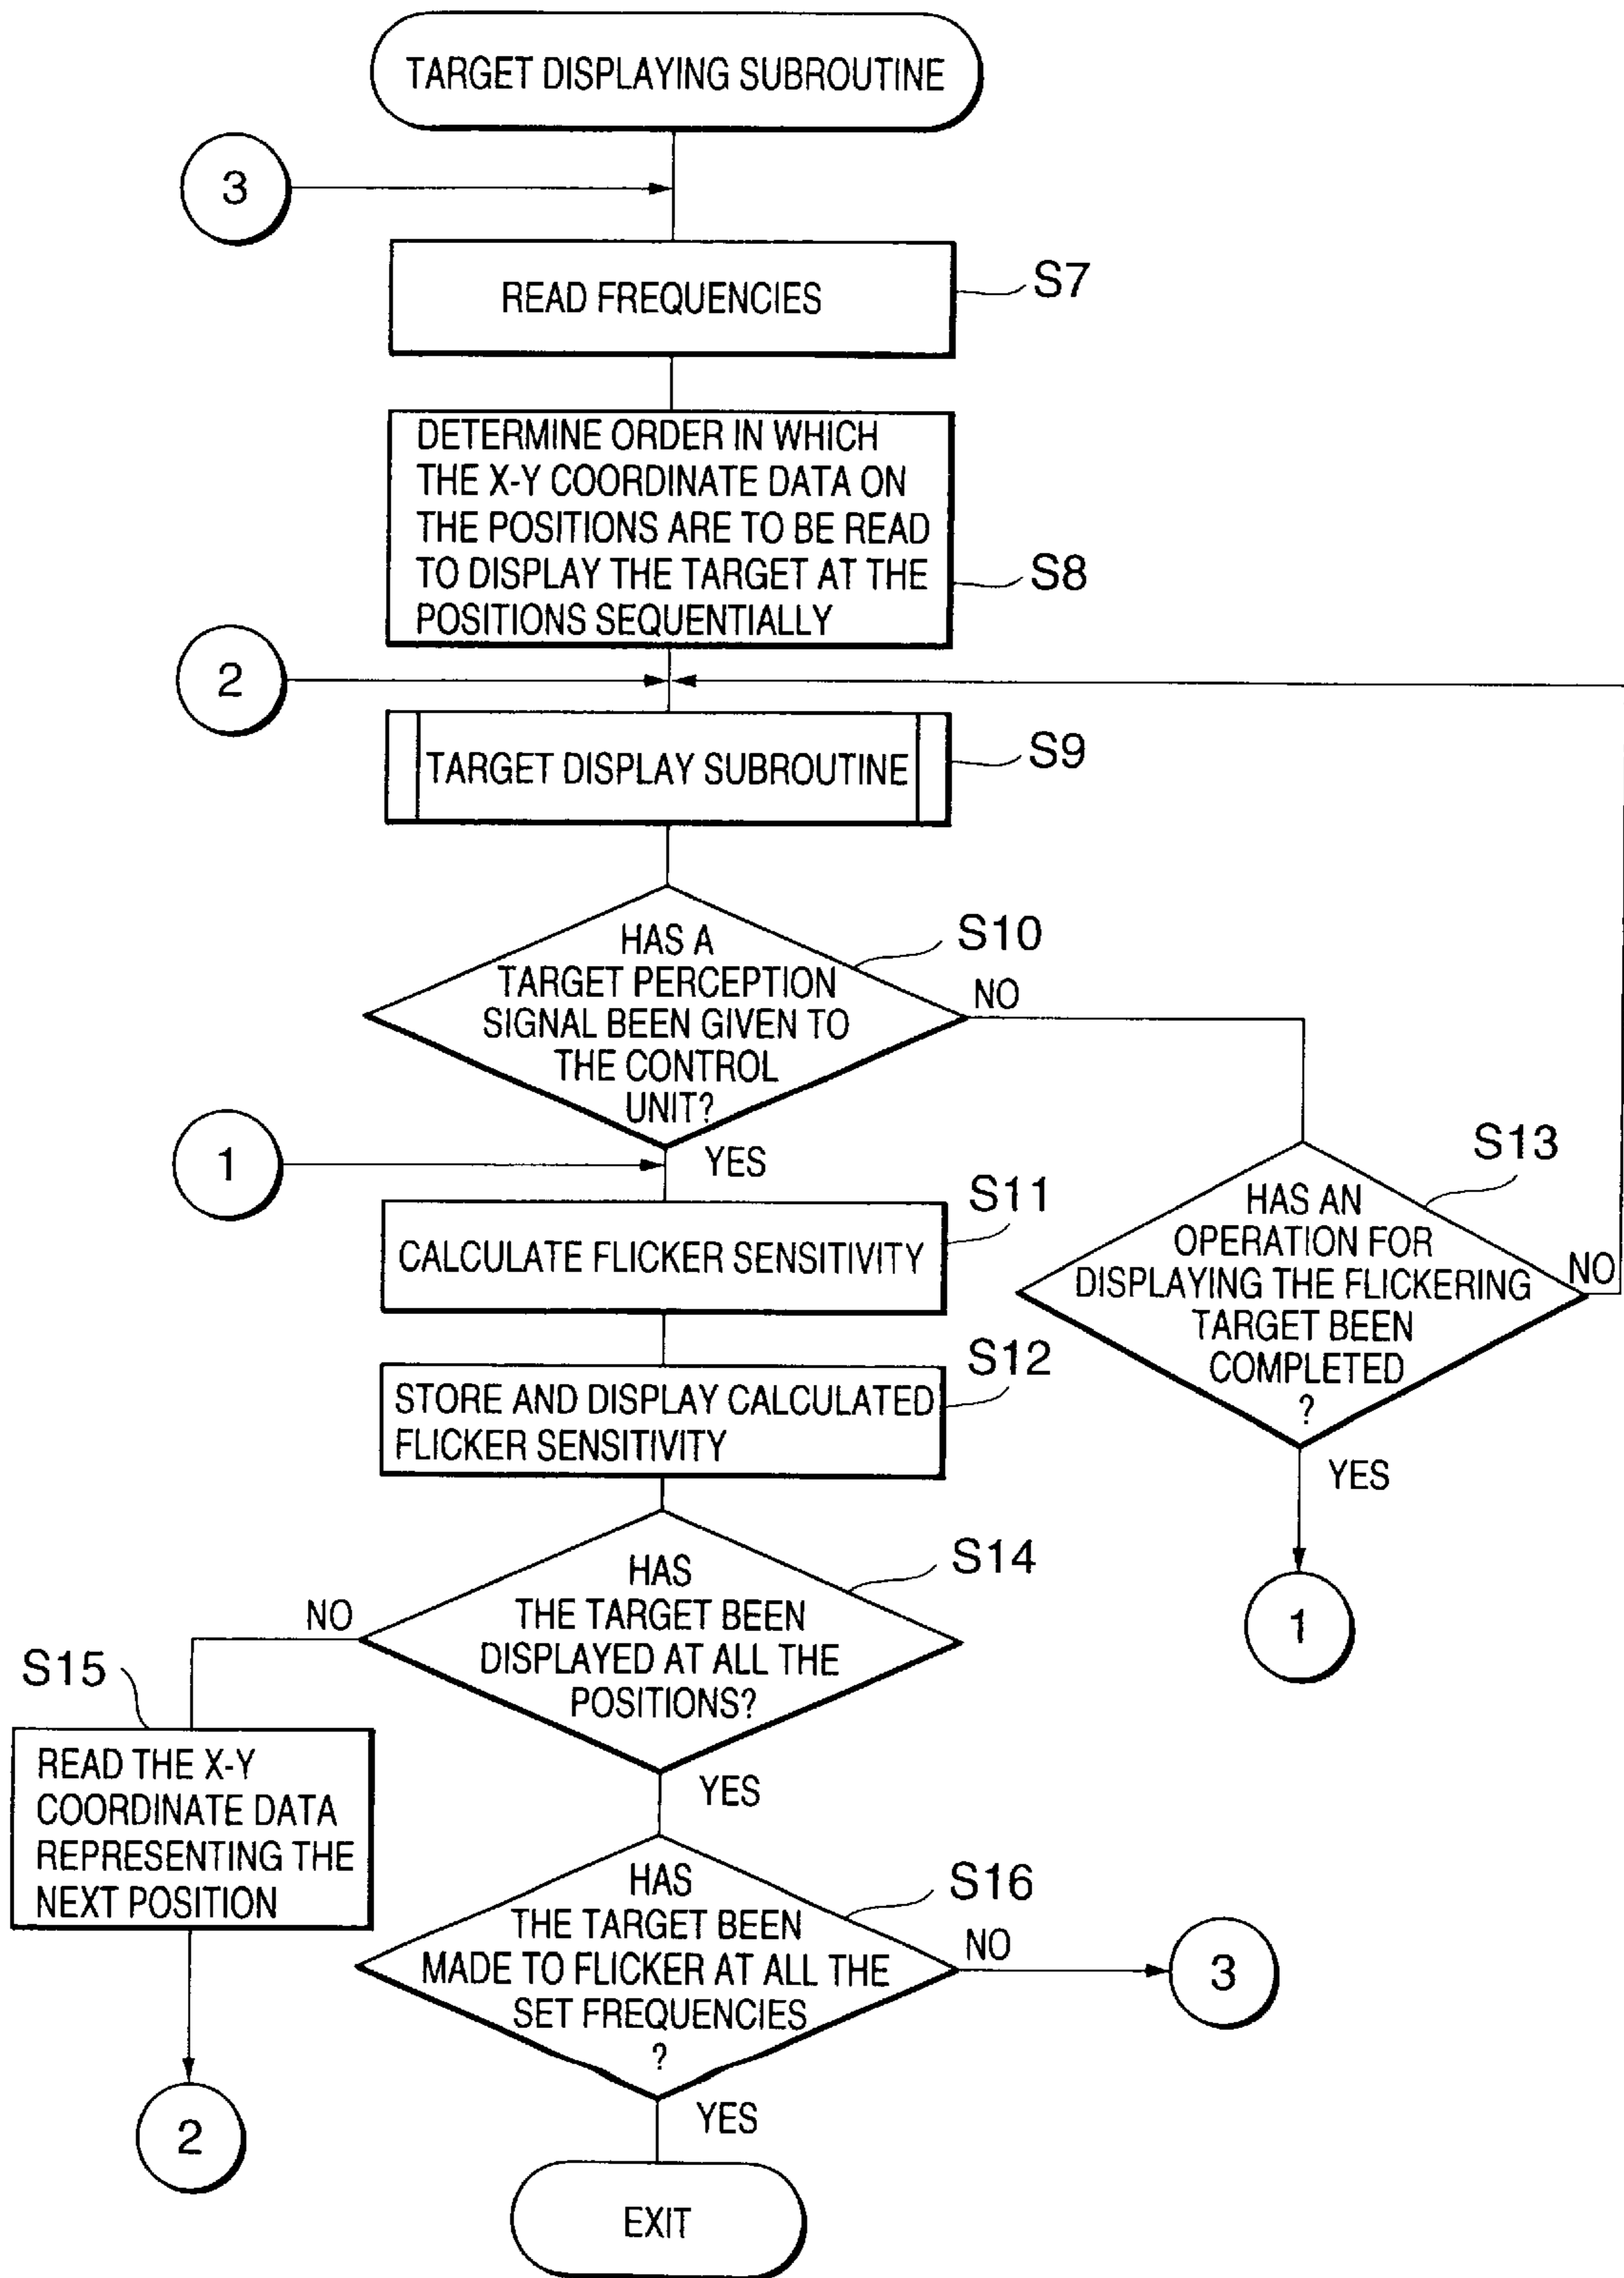 TARGET DISPLAYING SUBROUTINE
3
READ FREQUENCIES
S7
DETERMINE ORDER IN WHICH
THE X-Y COORDINATE DATA ON
THE POSITIONS ARE TO BE READ
TO DISPLAY THE TARGET AT THE
POSITIONS SEQUENTIALLY
S8
2
TARGET DISPLAY SUBROUTINE
S9
HAS A
TARGET PERCEPTION
SIGNAL BEEN GIVEN TO
THE CONTROL
UNIT?
S10
NO
YES
1
S11
CALCULATE FLICKER SENSITIVITY
S13
HAS AN
OPERATION FOR
DISPLAYING THE FLICKERING
TARGET BEEN
COMPLETED
?
NO
YES
1
S12
STORE AND DISPLAY CALCULATED
FLICKER SENSITIVITY
HAS
THE TARGET BEEN
DISPLAYED AT ALL THE
POSITIONS?
S14
NO
YES
S15
READ THE X-Y
COORDINATE DATA
REPRESENTING THE
NEXT POSITION
2
HAS
THE TARGET BEEN
MADE TO FLICKER AT ALL THE
SET FREQUENCIES
?
S16
NO
3
YES
EXIT